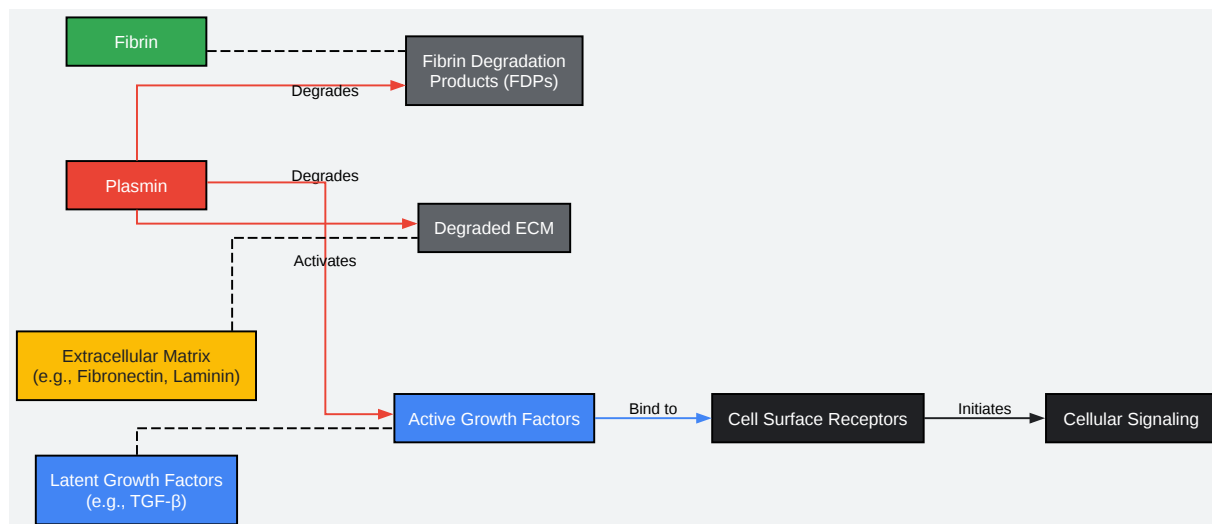 Fibrin
Fibrin Degradation
Products (FDPs)
Degrades
Plasmin
Degrades
Degraded ECM
Activates
Extracellular Matrix
(e.g., Fibronectin, Laminin)
Active Growth Factors
Bind to
Cell Surface Receptors
Initiates
Cellular Signaling
Latent Growth Factors
(e.g., TGF-β)